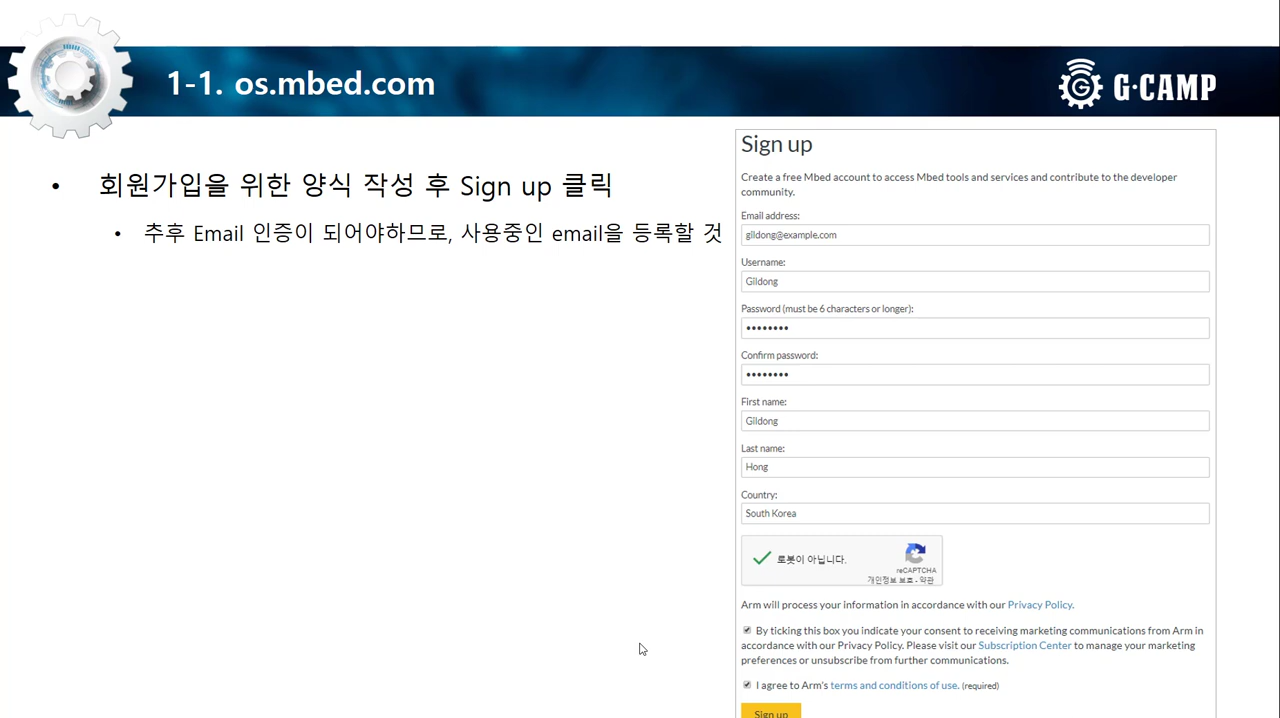 1-1. os.mbed.com
G·CAMP
• 회원가입을 위한 양식 작성 후 Sign up 클릭
• 추후 Email 인증이 되어야하므로, 사용중인 email을 등록할 것
Sign up
Create a free Mbed account to access Mbed tools and services and contribute to the developer
community.
Email address:
gildong@example.com
Username:
Gildong
Password (must be 6 characters or longer):
••••••••
Confirm password:
••••••••
First name:
Gildong
Last name:
Hong
Country:
South Korea
로봇이 아닙니다.
reCAPTCHA
개인정보 보호 - 약관
Arm will process your information in accordance with our Privacy Policy.
By ticking this box you indicate your consent to receiving marketing communications from Arm in
accordance with our Privacy Policy. Please visit our Subscription Center to manage your marketing
preferences or unsubscribe from further communications.
I agree to Arm's terms and conditions of use. (required)
Sign up